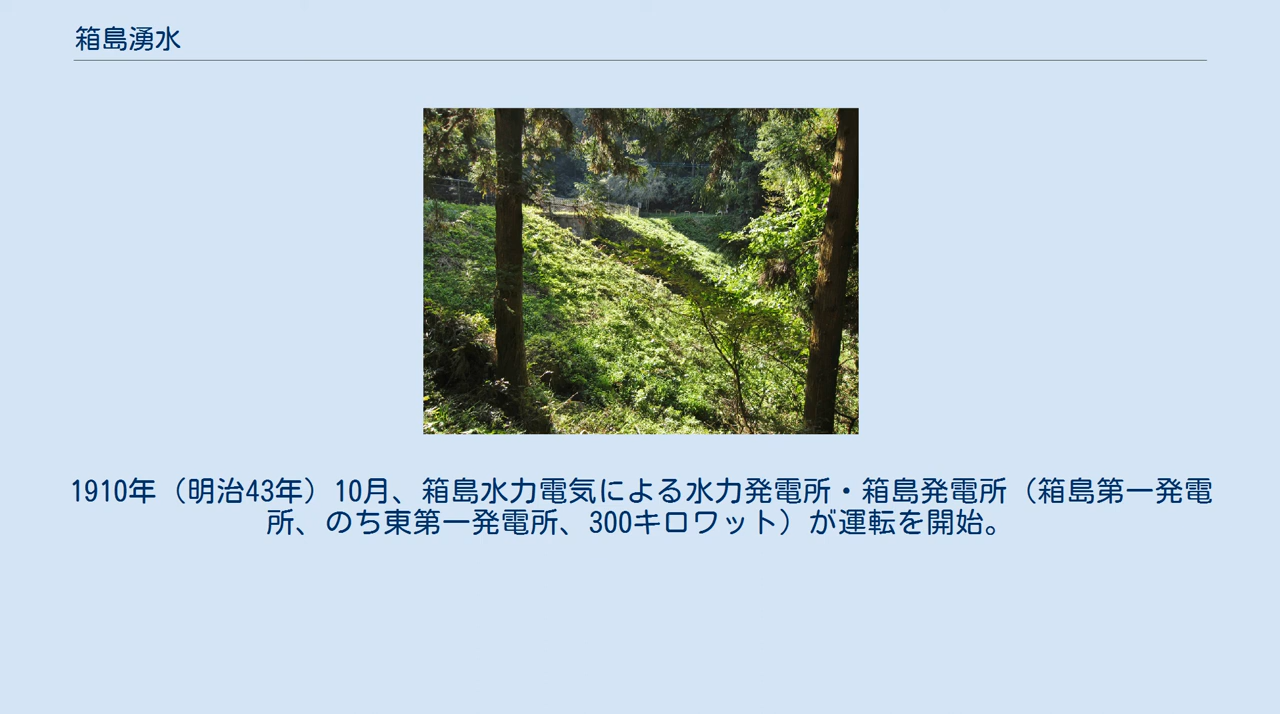 箱島湧水
1910年（明治43年）10月、箱島水力電気による水力発電所・箱島発電所（箱島第一発電
所、のち東第一発電所、300キロワット）が運転を開始。